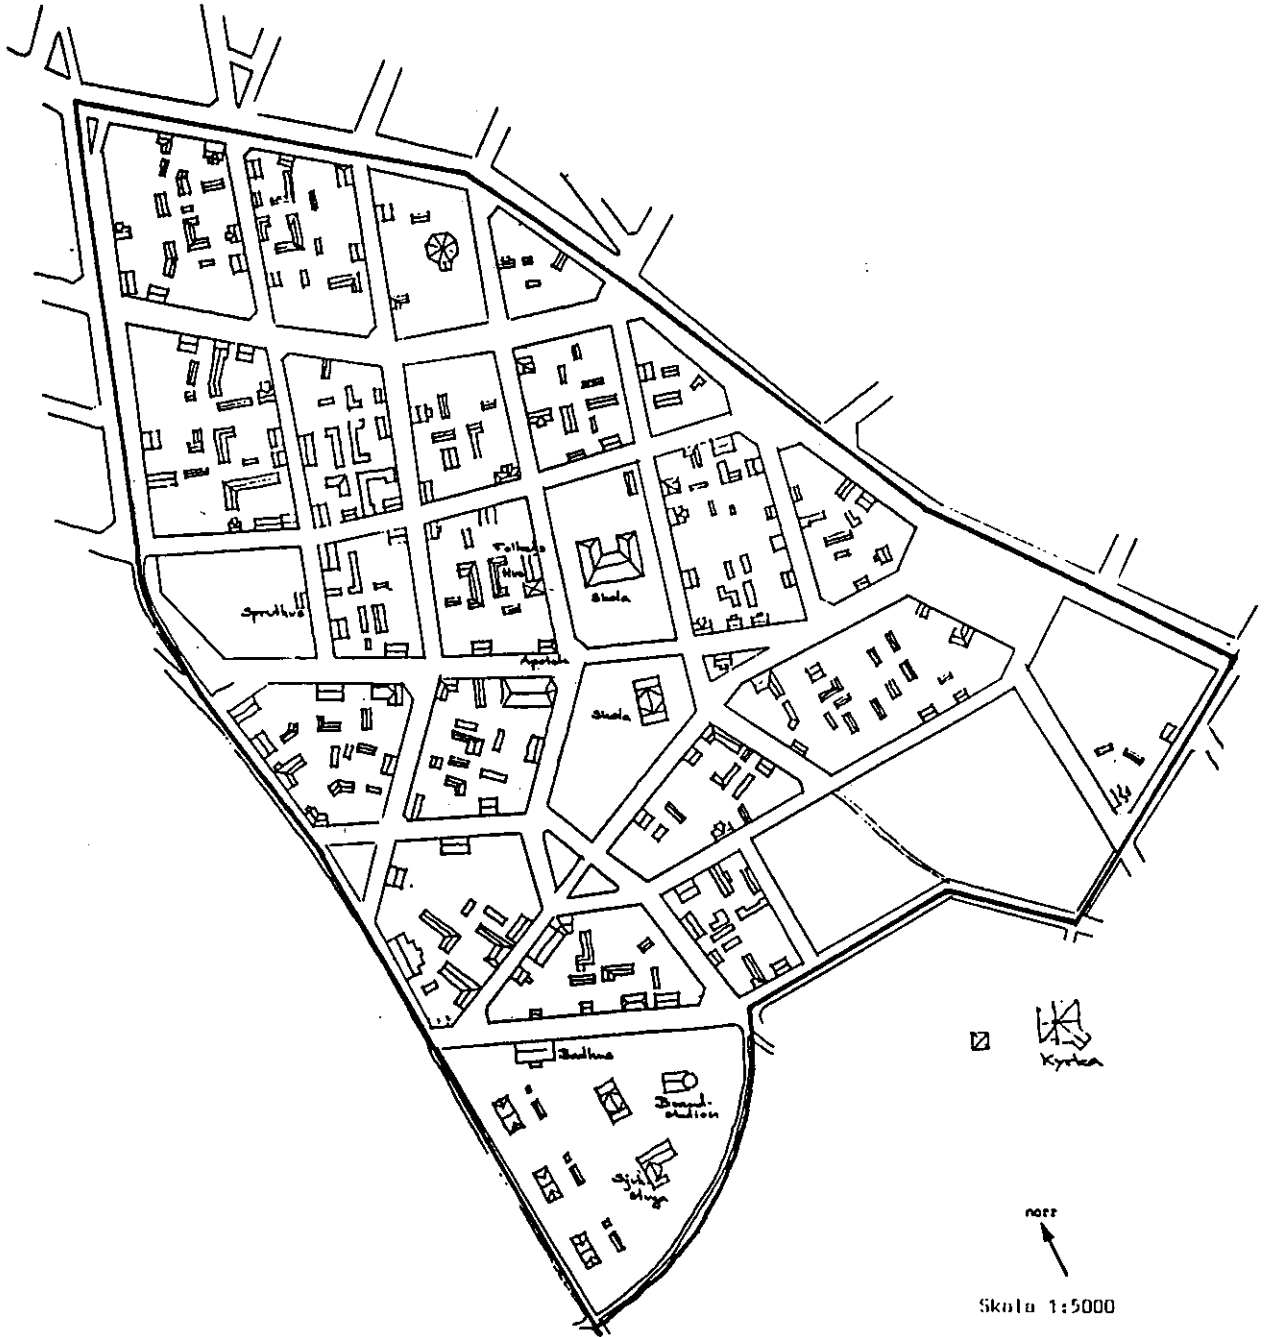 Folkets
Hus
Skola
Spruthus
Apotek
Skola
Badhus
Brand-
station
Sjuk-
stuga
Kyrka
norr
Skala 1:5000